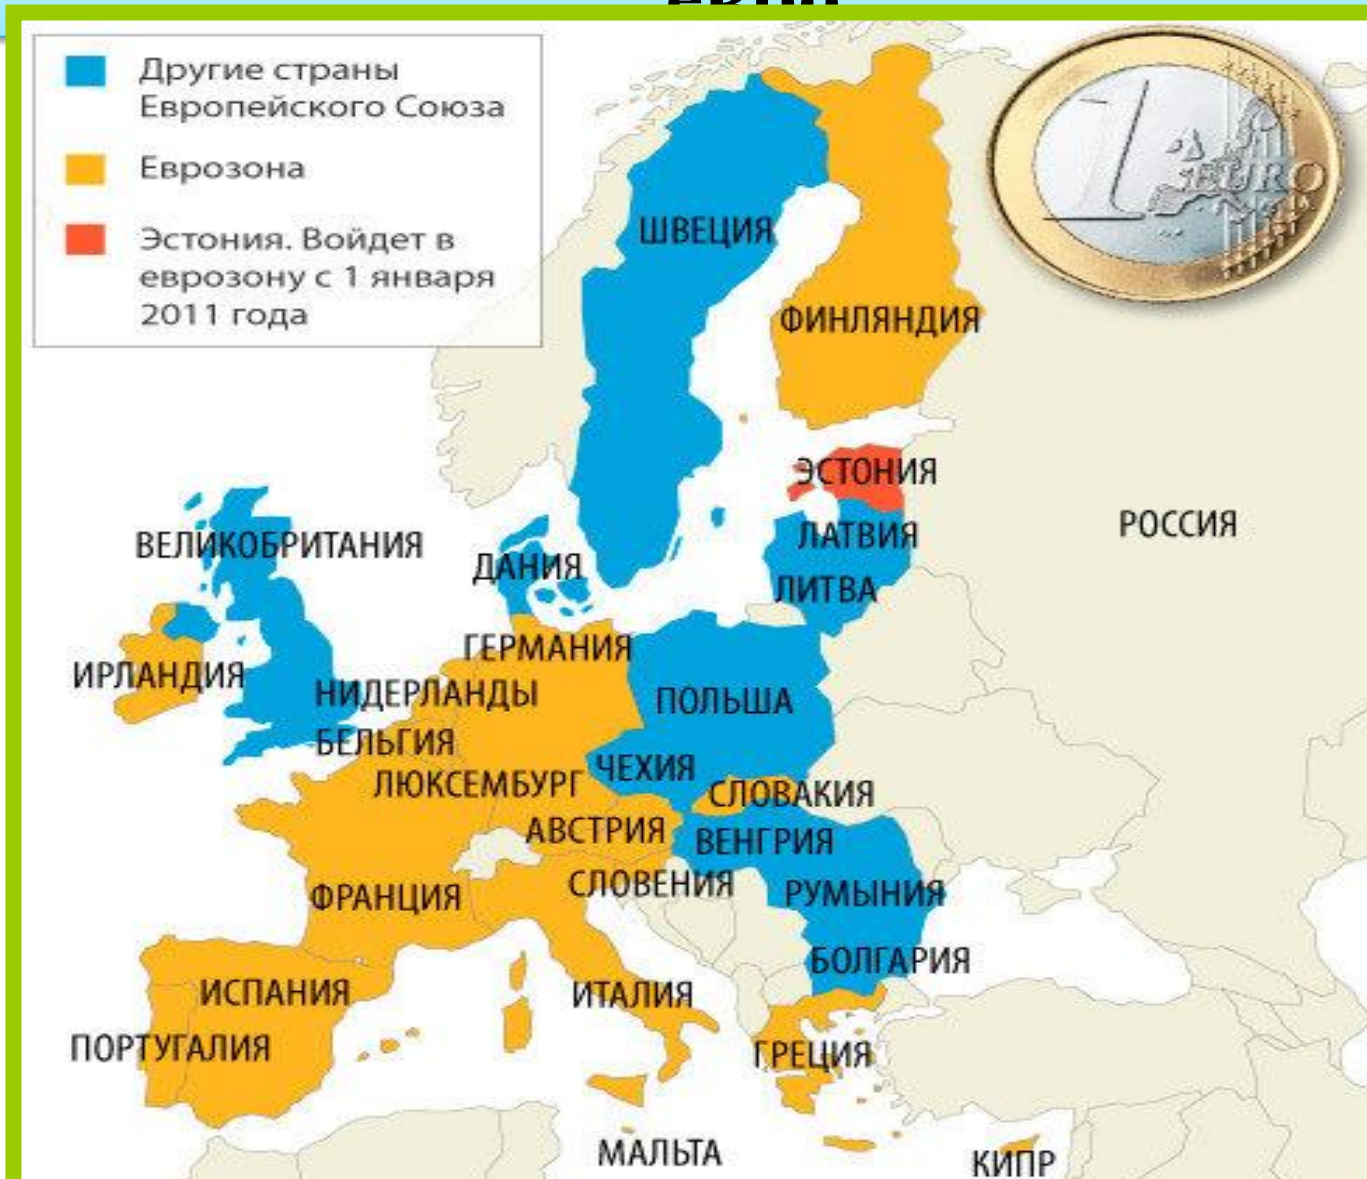 Другие страны
Европейского Союза
Еврозона
Эстония. Войдет в
еврозону с 1 января
2011 года
1
EURO
ШВЕЦИЯ
ФИНЛЯНДИЯ
ЭСТОНИЯ
РОССИЯ
ЛАТВИЯ
ВЕЛИКОБРИТАНИЯ
ДАНИЯ
ЛИТВА
ГЕРМАНИЯ
ИРЛАНДИЯ
НИДЕРЛАНДЫ
ПОЛЬША
БЕЛЬГИЯ
ЧЕХИЯ
ЛЮКСЕМБУРГ
СЛОВАКИЯ
АВСТРИЯ
ВЕНГРИЯ
СЛОВЕНИЯ
ФРАНЦИЯ
РУМЫНИЯ
БОЛГАРИЯ
ИСПАНИЯ
ИТАЛИЯ
ПОРТУГАЛИЯ
ГРЕЦИЯ
МАЛЬТА
КИПР